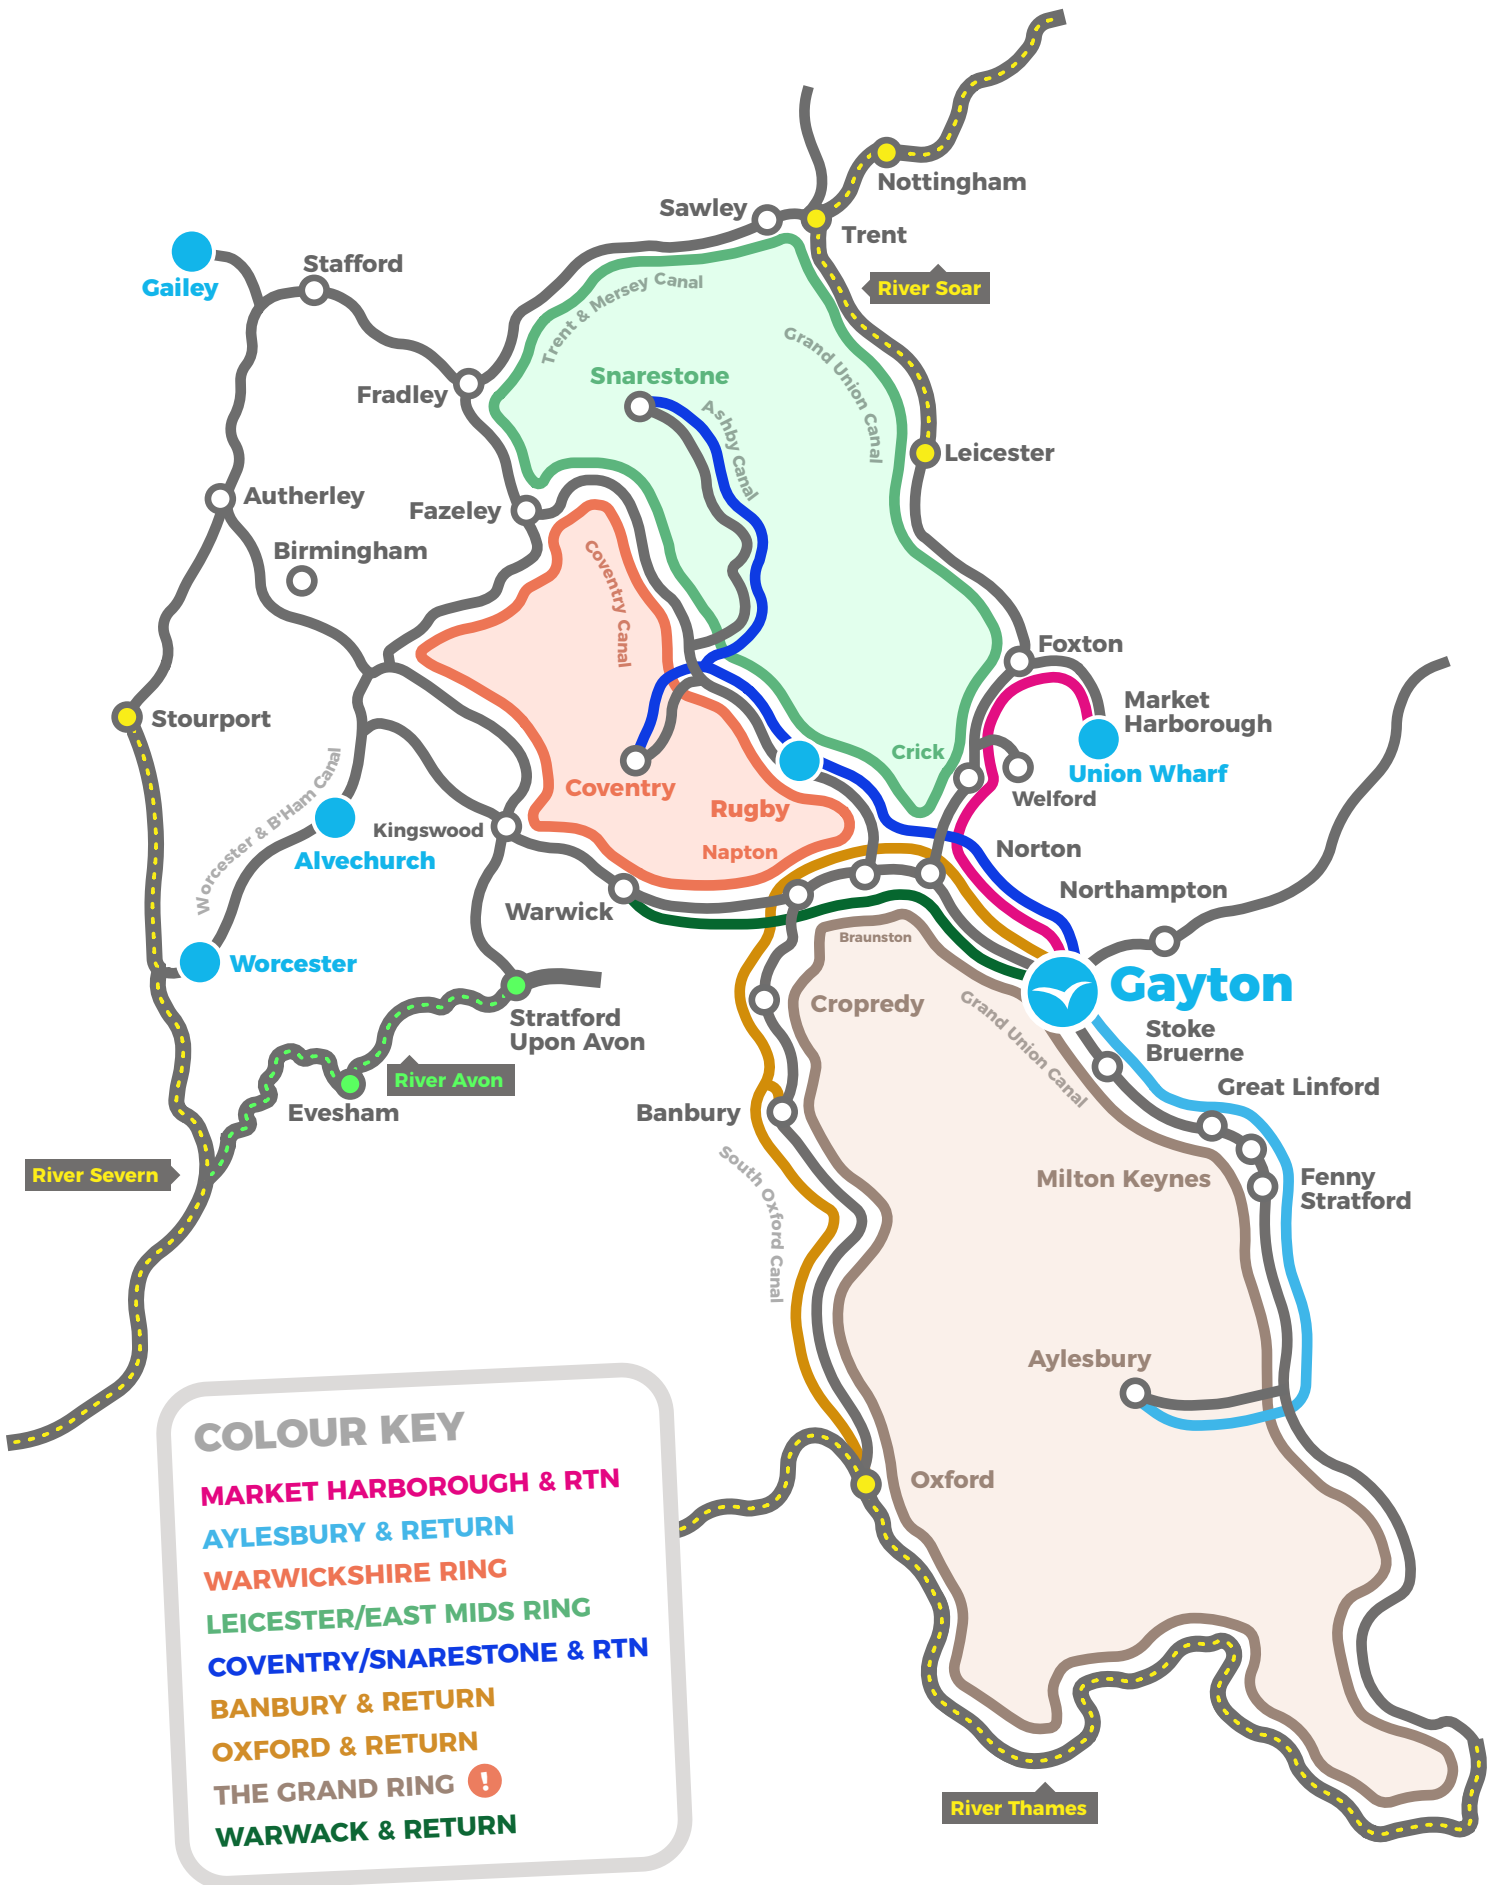 Nottingham
Sawley
Trent
River Soar
Stafford
Gailey
Trent & Mersey Canal
Grand Union Canal
Snarestone
Fradley
Ashby Canal
Leicester
Autherley
Fazeley
Birmingham
Coventry Canal
Foxton
Market
Harborough
Union Wharf
Stourport
Crick
Welford
Coventry
Rugby
Worcester & B'Ham Canal
Kingswood
Alvechurch
Napton
Norton
Northampton
Warwick
Braunston
Worcester
Gayton
Cropredy
Grand Union Canal
Stratford
Upon Avon
Stoke
Bruerne
River Avon
Great Linford
Evesham
Banbury
South Oxford Canal
River Severn
Milton Keynes
Fenny
Stratford
Aylesbury
Oxford
River Thames
COLOUR KEY
MARKET HARBOROUGH & RTN
AYLESBURY & RETURN
WARWICKSHIRE RING
LEICESTER/EAST MIDS RING
COVENTRY/SNARESTONE & RTN
BANBURY & RETURN
OXFORD & RETURN
THE GRAND RING !
WARWACK & RETURN